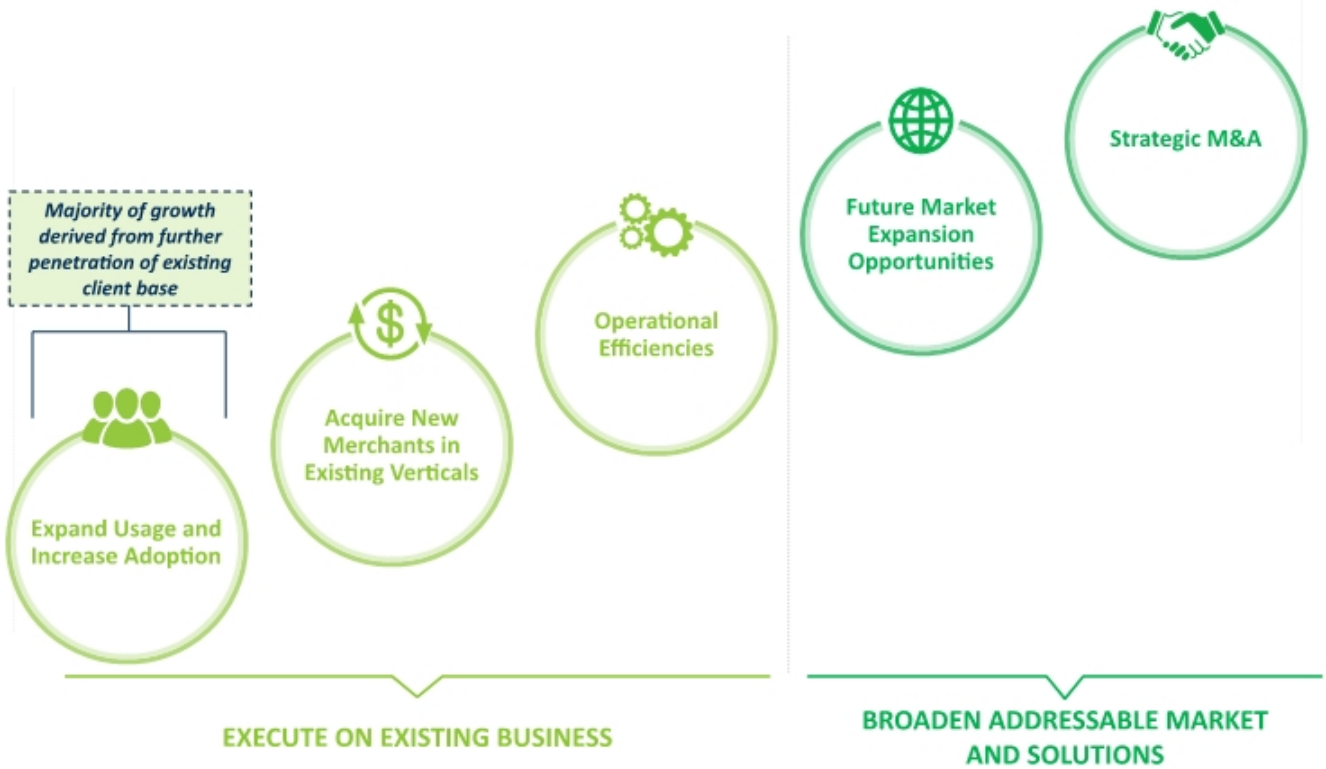 Majority of growth
derived from further
penetration of existing
client base
Expand Usage and
Increase Adoption
$
Acquire New
Merchants in
Existing Verticals
Operational
Efficiencies
Future Market
Expansion
Opportunities
Strategic M&A
EXECUTE ON EXISTING BUSINESS
BROADEN ADDRESSABLE MARKET
AND SOLUTIONS